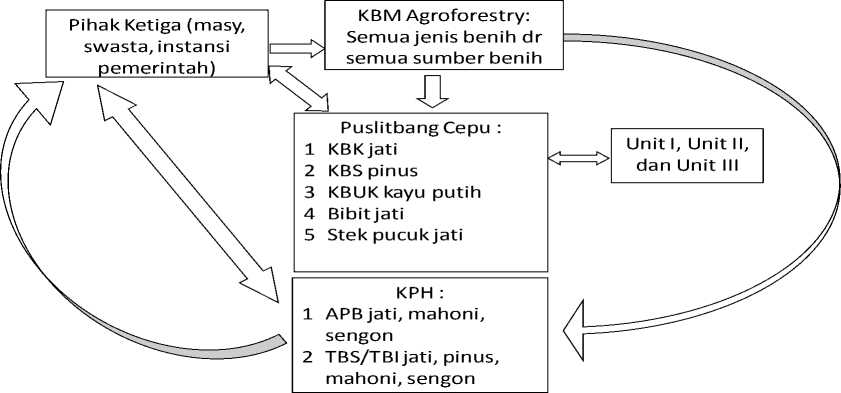 Pihak Ketiga (masy,
swasta, instansi
pemerintah)
KBM Agroforestry:
Semua jenis benih dr
semua sumber benih
Puslitbang Cepu :
1 KBK jati
2 KBS pinus
3 KBUK kayu putih
4 Bibit jati
5 Stek pucuk jati
Unit I, Unit II,
dan Unit III
KPH :
1 APB jati, mahoni,
sengon
2 TBS/TBI jati, pinus,
mahoni, sengon